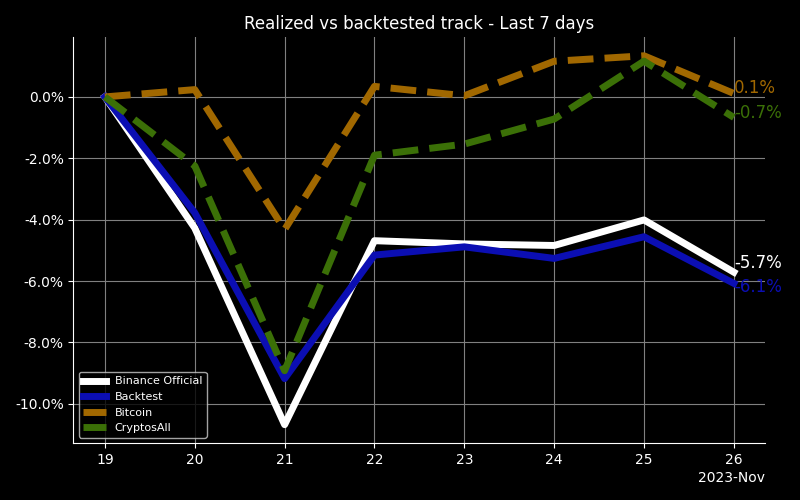 Realized vs backtested track - Last 7 days
0.0%
-2.0%
-4.0%
-6.0%
-8.0%
-10.0%
0.1%
-0.7%
-5.7%
-6.1%
Binance Official
Backtest
Bitcoin
CryptosAll
19 20 21 22 23 24 25 26
2023-Nov